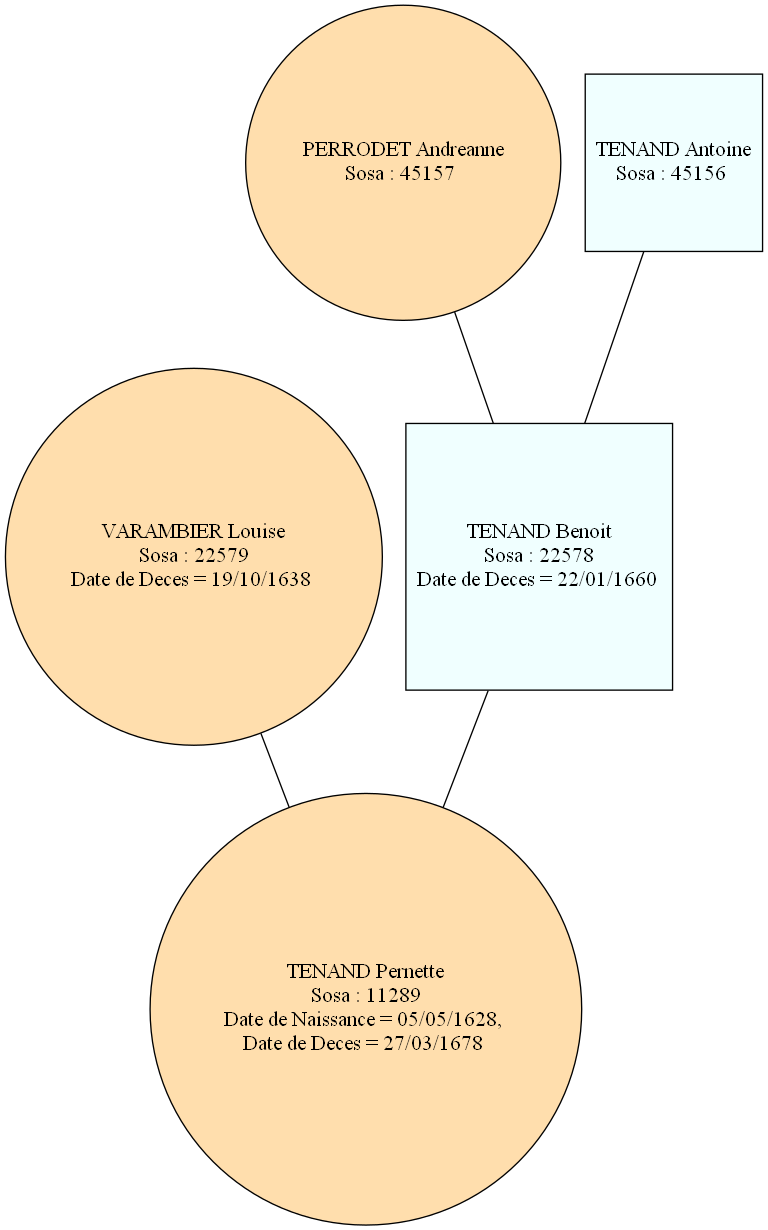 PERRODET Andreanne
Sosa : 45157
TENAND Antoine
Sosa : 45156
VARAMBIER Louise
Sosa : 22579
Date de Deces = 19/10/1638
TENAND Benoit
Sosa : 22578
Date de Deces = 22/01/1660
TENAND Pernette
Sosa : 11289
Date de Naissance = 05/05/1628,
Date de Deces = 27/03/1678